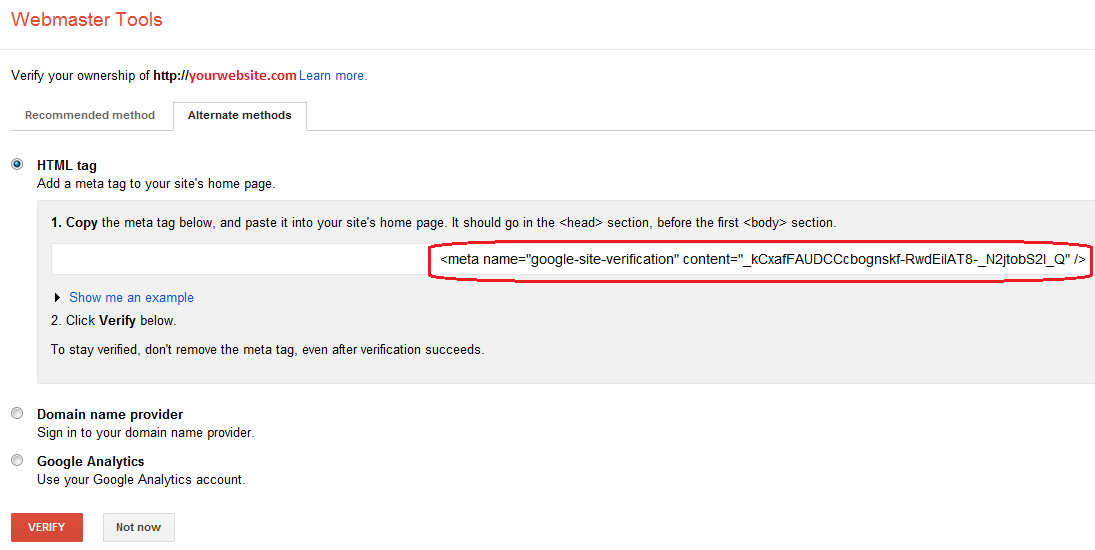 Webmaster Tools
Verify your ownership of http://yourwebsite.com Learn more.
Recommended method Alternate methods
HTML tag
Add a meta tag to your site's home page.
1. Copy the meta tag below, and paste it into your site's home page. It should go in the <head> section, before the first <body> section.
<meta name="google-site-verification" content="_kCxafFAUDCCcbognskf-RwdEilAT8-_N2jtobS2l_Q" />
Show me an example
2. Click Verify below.
To stay verified, don't remove the meta tag, even after verification succeeds.
Domain name provider
Sign in to your domain name provider.
Google Analytics
Use your Google Analytics account.
VERIFY Not now